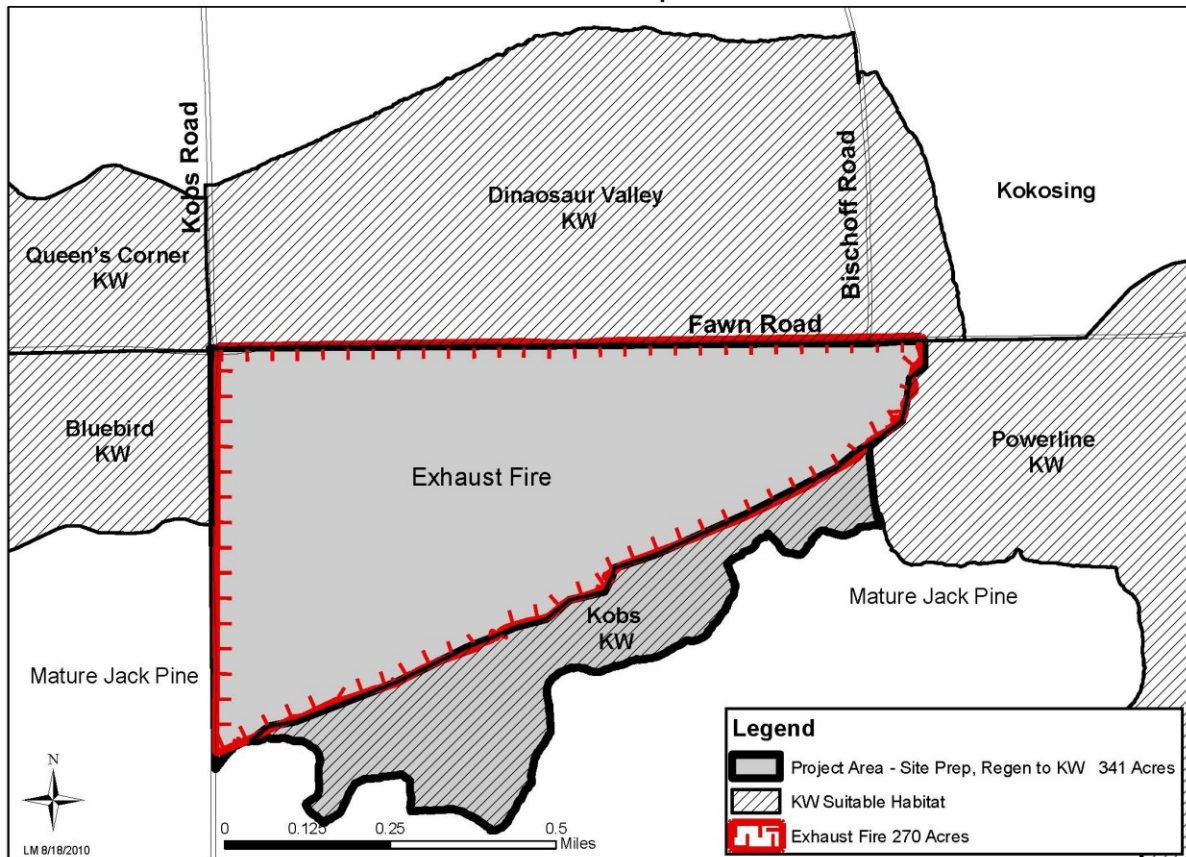 Kobs Road
Dinaosaur Valley
KW
Bischoff Road
Kokosing
Queen's Corner
KW
Fawn Road
Bluebird
KW
Powerline
KW
Exhaust Fire
Kobs
KW
Mature Jack Pine
Mature Jack Pine
Legend
Project Area - Site Prep, Regen to KW 341 Acres
KW Suitable Habitat
Exhaust Fire 270 Acres
N
0 0.125 0.25 0.5
Miles
LM 8/18/2010